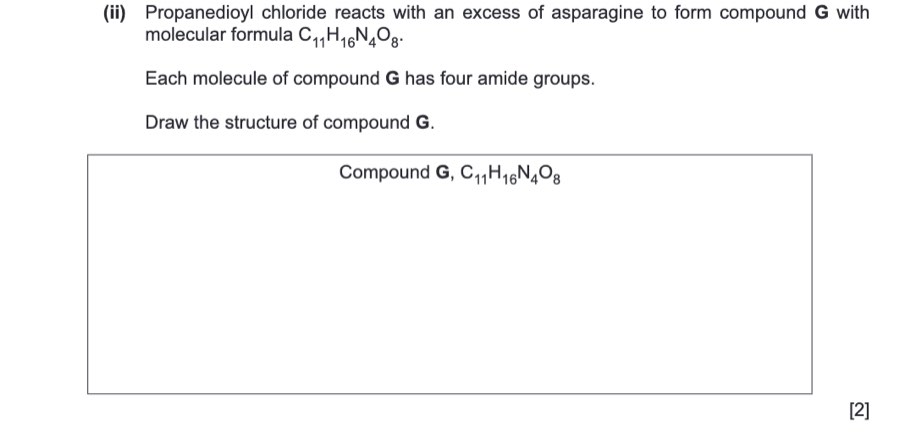 (ii) Propanedioyl chloride reacts with an excess of asparagine to form compound G with
molecular formula C₁₁H₁₆N₄O₈.
Each molecule of compound G has four amide groups.
Draw the structure of compound G.
Compound G, C₁₁H₁₆N₄O₈
[2]